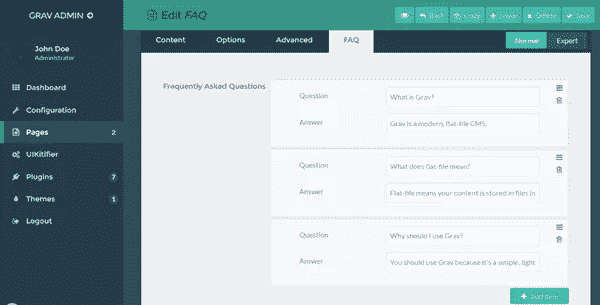 GRAV ADMIN
Edit FAQ
Back Copy Move Delete Save
John Doe
Administrator
Content Options Advanced FAQ Normal Expert
Dashboard
Configuration
Pages 2
UIKitifier
Plugins 7
Themes 1
Logout
Frequently Asked Questions
Question What is Grav?
Answer Grav is a modern, flat-file CMS.
Question What does flat-file mean?
Answer Flat-file means your content is stored in files in
Question Why should I use Grav?
Answer You should use Grav because it's a simple, light
Add item